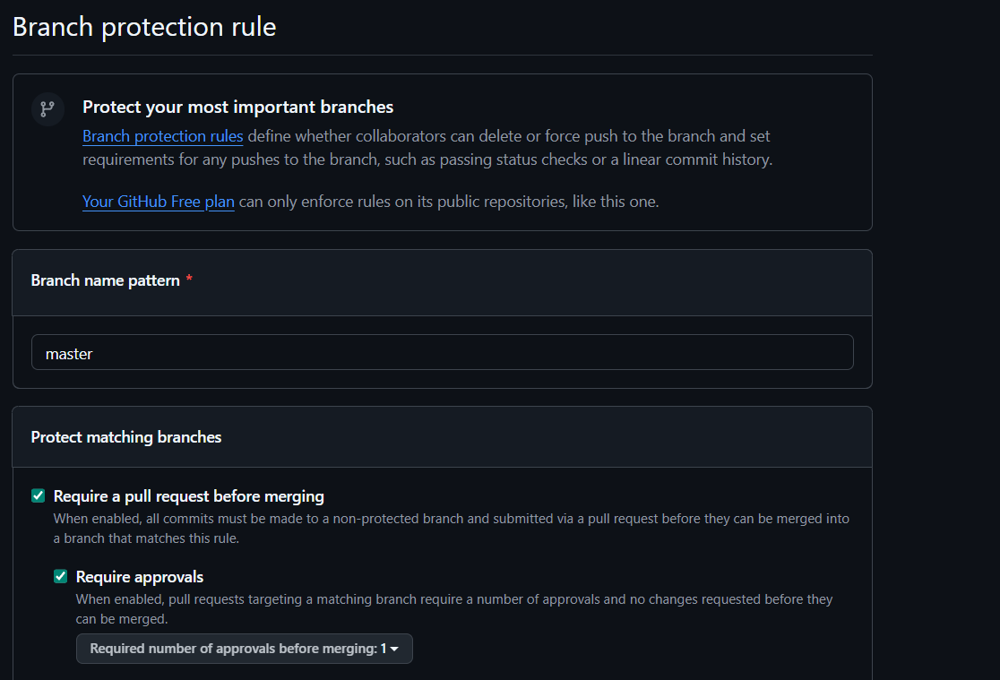 Branch protection rule
Protect your most important branches
Branch protection rules define whether collaborators can delete or force push to the branch and set
requirements for any pushes to the branch, such as passing status checks or a linear commit history.
Your GitHub Free plan can only enforce rules on its public repositories, like this one.
Branch name pattern *
master
Protect matching branches
Require a pull request before merging
When enabled, all commits must be made to a non-protected branch and submitted via a pull request before they can be merged into
a branch that matches this rule.
Require approvals
When enabled, pull requests targeting a matching branch require a number of approvals and no changes requested before they
can be merged.
Required number of approvals before merging: 1